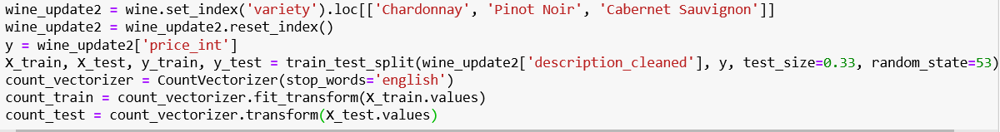 wine_update2 = wine.set_index('variety').loc[['Chardonnay', 'Pinot Noir', 'Cabernet Sauvignon']]
wine_update2 = wine_update2.reset_index()
y = wine_update2['price_int']
X_train, X_test, y_train, y_test = train_test_split(wine_update2['description_cleaned'], y, test_size=0.33, random_state=53)
count_vectorizer = CountVectorizer(stop_words='english')
count_train = count_vectorizer.fit_transform(X_train.values)
count_test = count_vectorizer.transform(X_test.values)